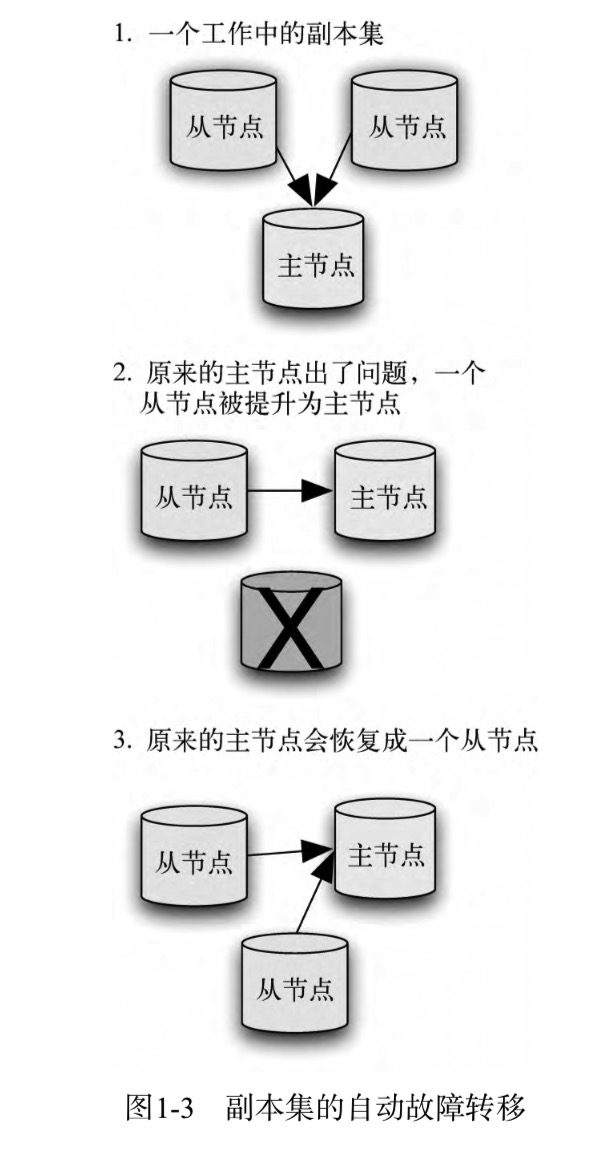 1. 一个工作中的副本集
从节点
从节点
主节点
2. 原来的主节点出了问题，一个
从节点被提升为主节点
从节点
主节点
X
3. 原来的主节点会恢复成一个从节点
从节点
主节点
从节点
图1-3 副本集的自动故障转移